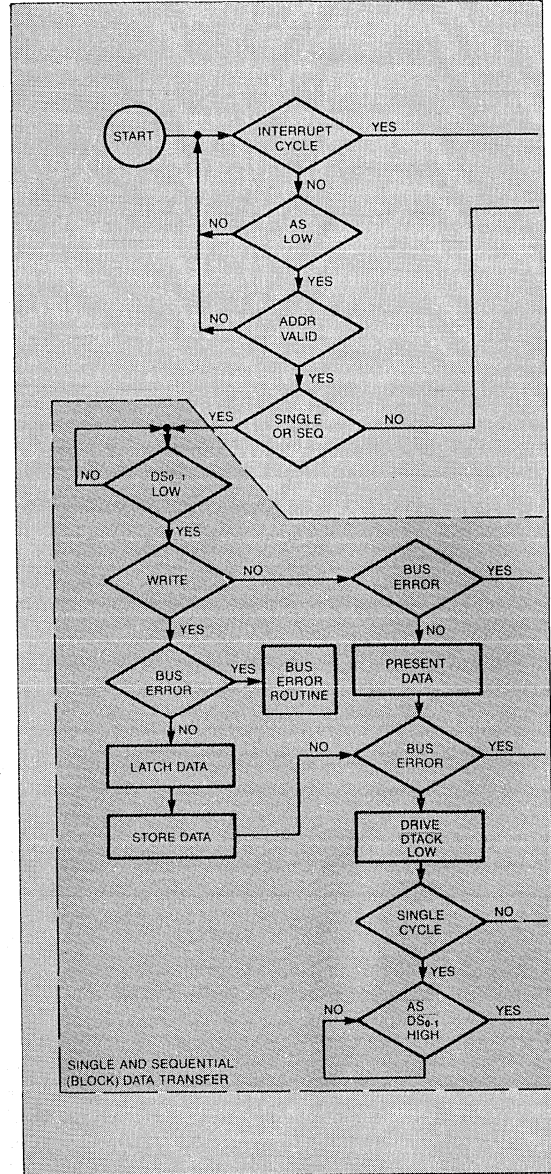 START
INTERRUPT
CYCLE
YES
NO
NO
AS
LOW
YES
NO
ADDR
VALID
YES
YES
SINGLE
OR SEQ
NO
NO
DS0-1
LOW
YES
WRITE
NO
BUS
ERROR
YES
YES
NO
BUS
ERROR
YES
BUS
ERROR
ROUTINE
PRESENT
DATA
NO
LATCH DATA
NO
BUS
ERROR
YES
STORE DATA
DRIVE
DTACK
LOW
SINGLE
CYCLE
NO
YES
NO
AS
DS0-1
HIGH
YES
SINGLE AND SEQUENTIAL
(BLOCK) DATA TRANSFER